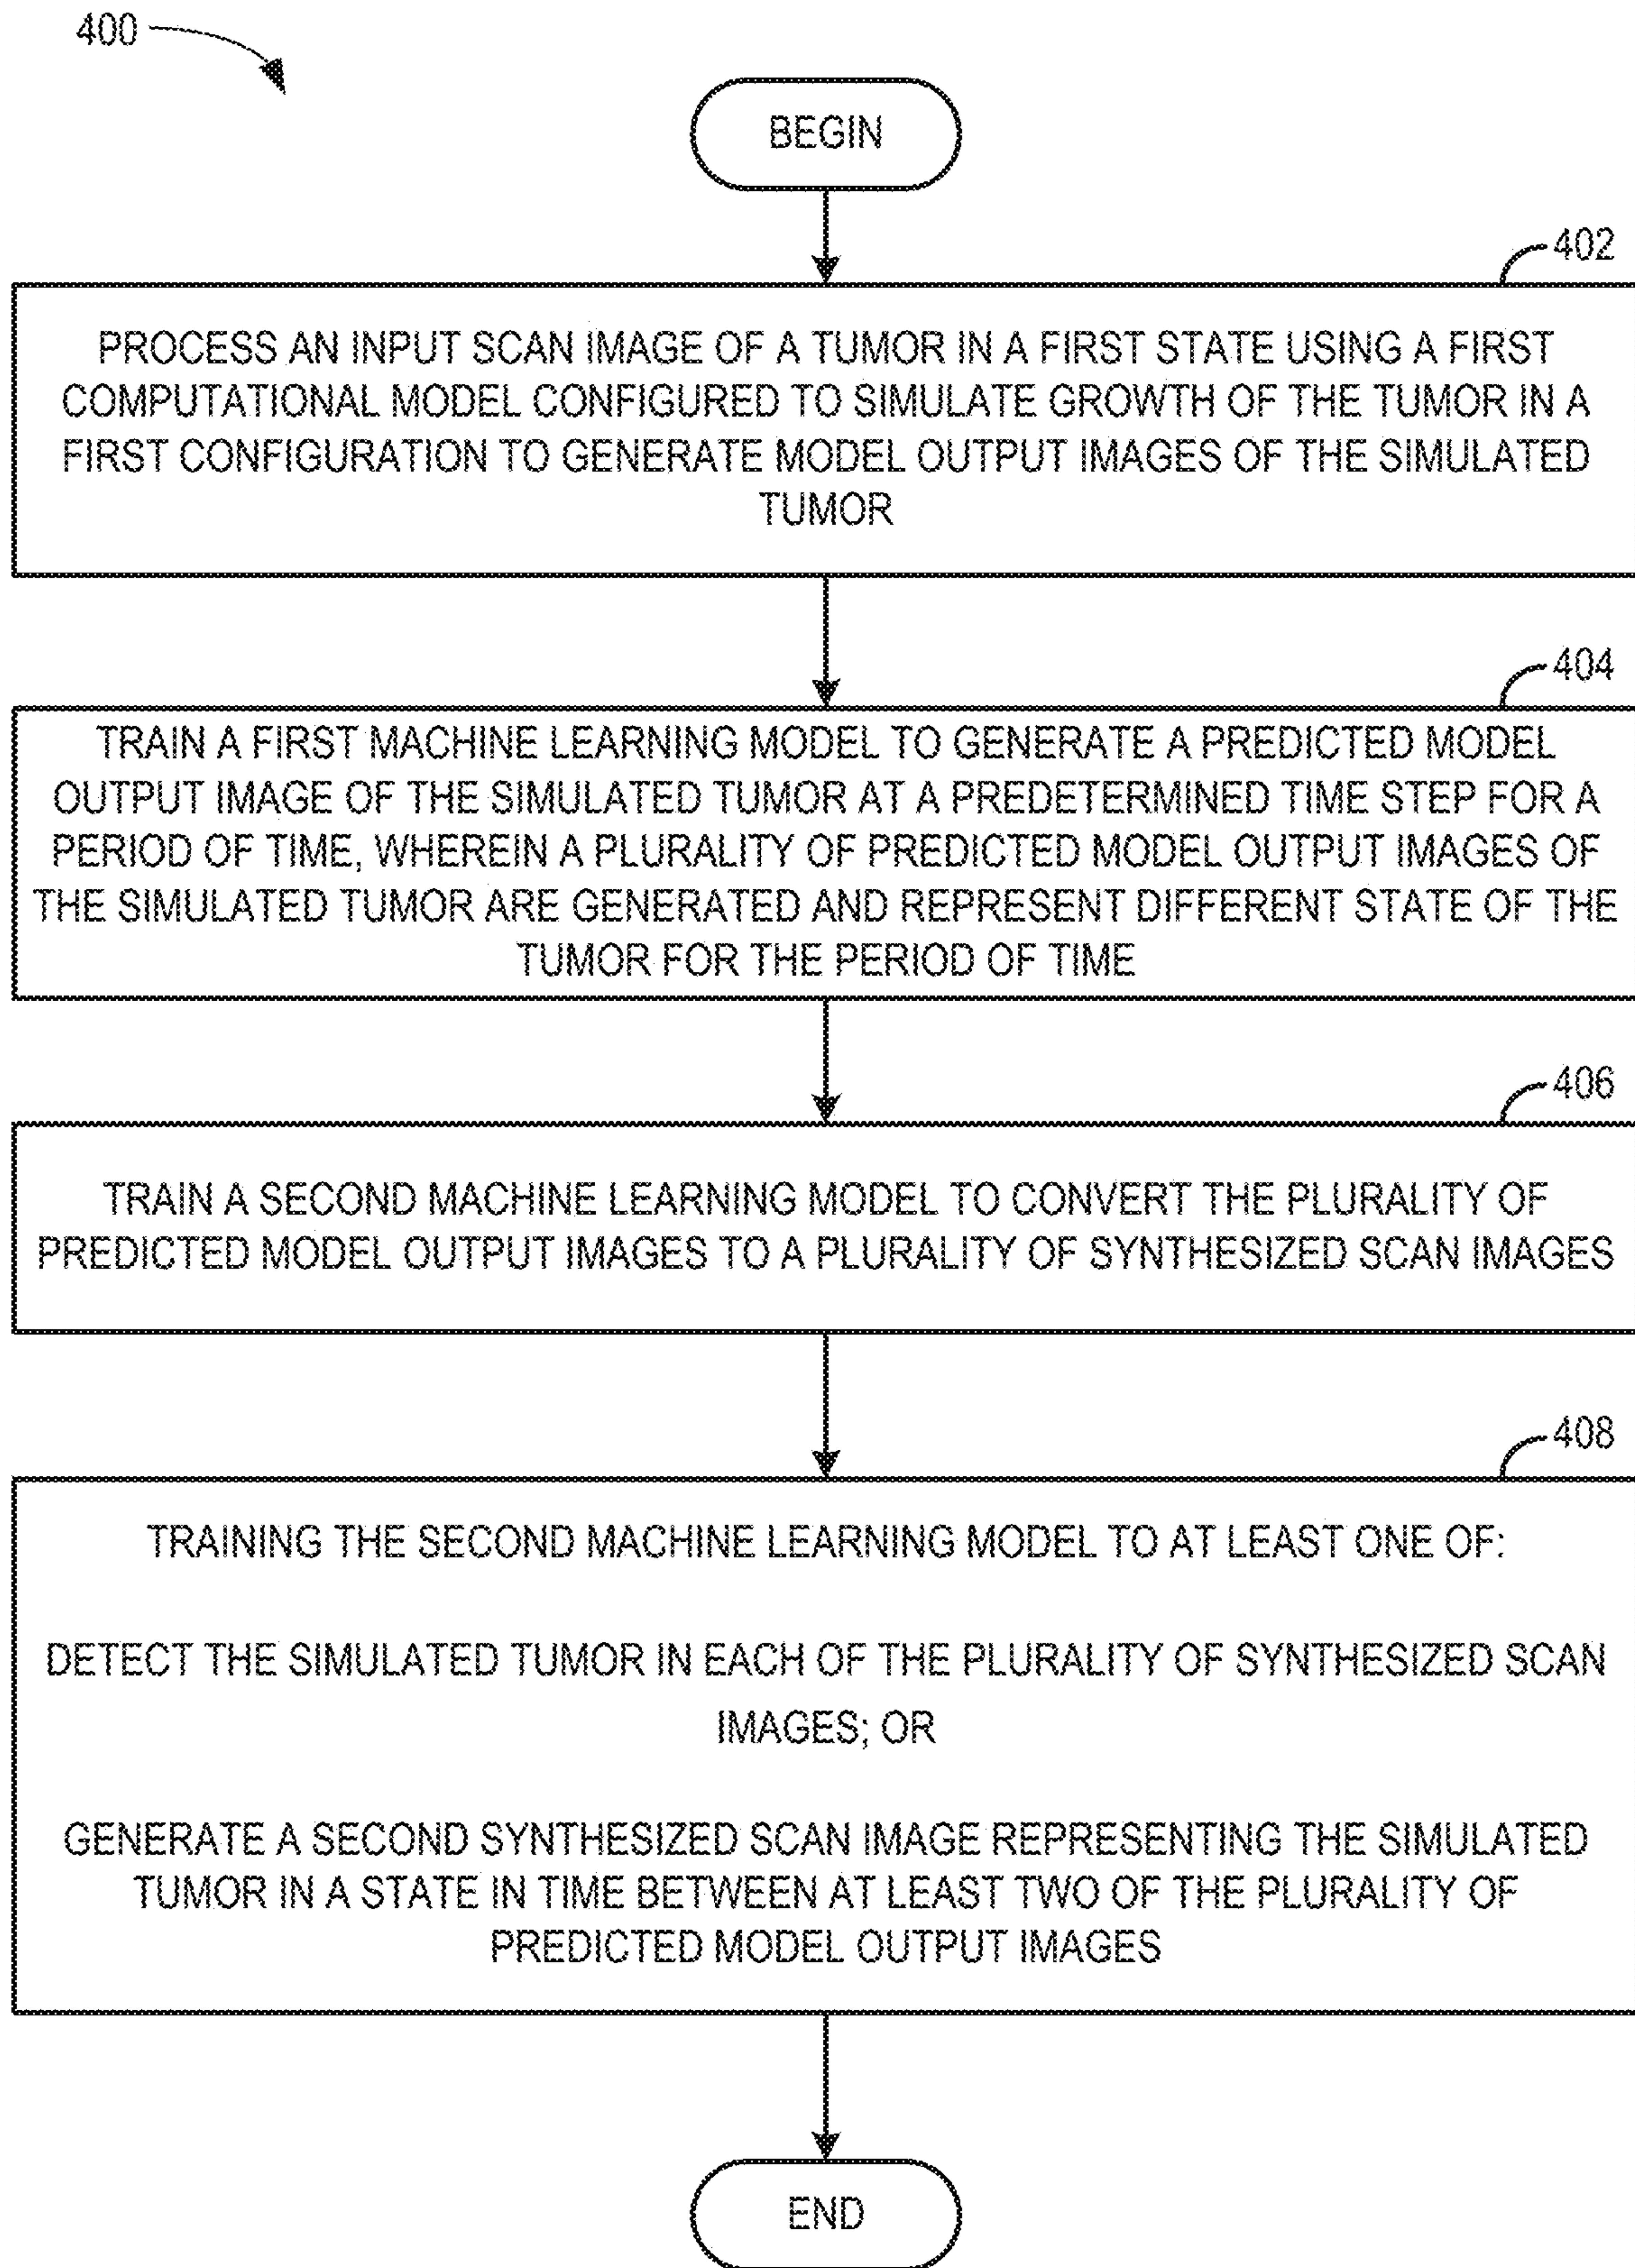 400
BEGIN
402
PROCESS AN INPUT SCAN IMAGE OF A TUMOR IN A FIRST STATE USING A FIRST
COMPUTATIONAL MODEL CONFIGURED TO SIMULATE GROWTH OF THE TUMOR IN A
FIRST CONFIGURATION TO GENERATE MODEL OUTPUT IMAGES OF THE SIMULATED
TUMOR
404
TRAIN A FIRST MACHINE LEARNING MODEL TO GENERATE A PREDICTED MODEL
OUTPUT IMAGE OF THE SIMULATED TUMOR AT A PREDETERMINED TIME STEP FOR A
PERIOD OF TIME, WHEREIN A PLURALITY OF PREDICTED MODEL OUTPUT IMAGES OF
THE SIMULATED TUMOR ARE GENERATED AND REPRESENT DIFFERENT STATE OF THE
TUMOR FOR THE PERIOD OF TIME
406
TRAIN A SECOND MACHINE LEARNING MODEL TO CONVERT THE PLURALITY OF
PREDICTED MODEL OUTPUT IMAGES TO A PLURALITY OF SYNTHESIZED SCAN IMAGES
408
TRAINING THE SECOND MACHINE LEARNING MODEL TO AT LEAST ONE OF:
DETECT THE SIMULATED TUMOR IN EACH OF THE PLURALITY OF SYNTHESIZED SCAN
IMAGES; OR
GENERATE A SECOND SYNTHESIZED SCAN IMAGE REPRESENTING THE SIMULATED
TUMOR IN A STATE IN TIME BETWEEN AT LEAST TWO OF THE PLURALITY OF
PREDICTED MODEL OUTPUT IMAGES
END